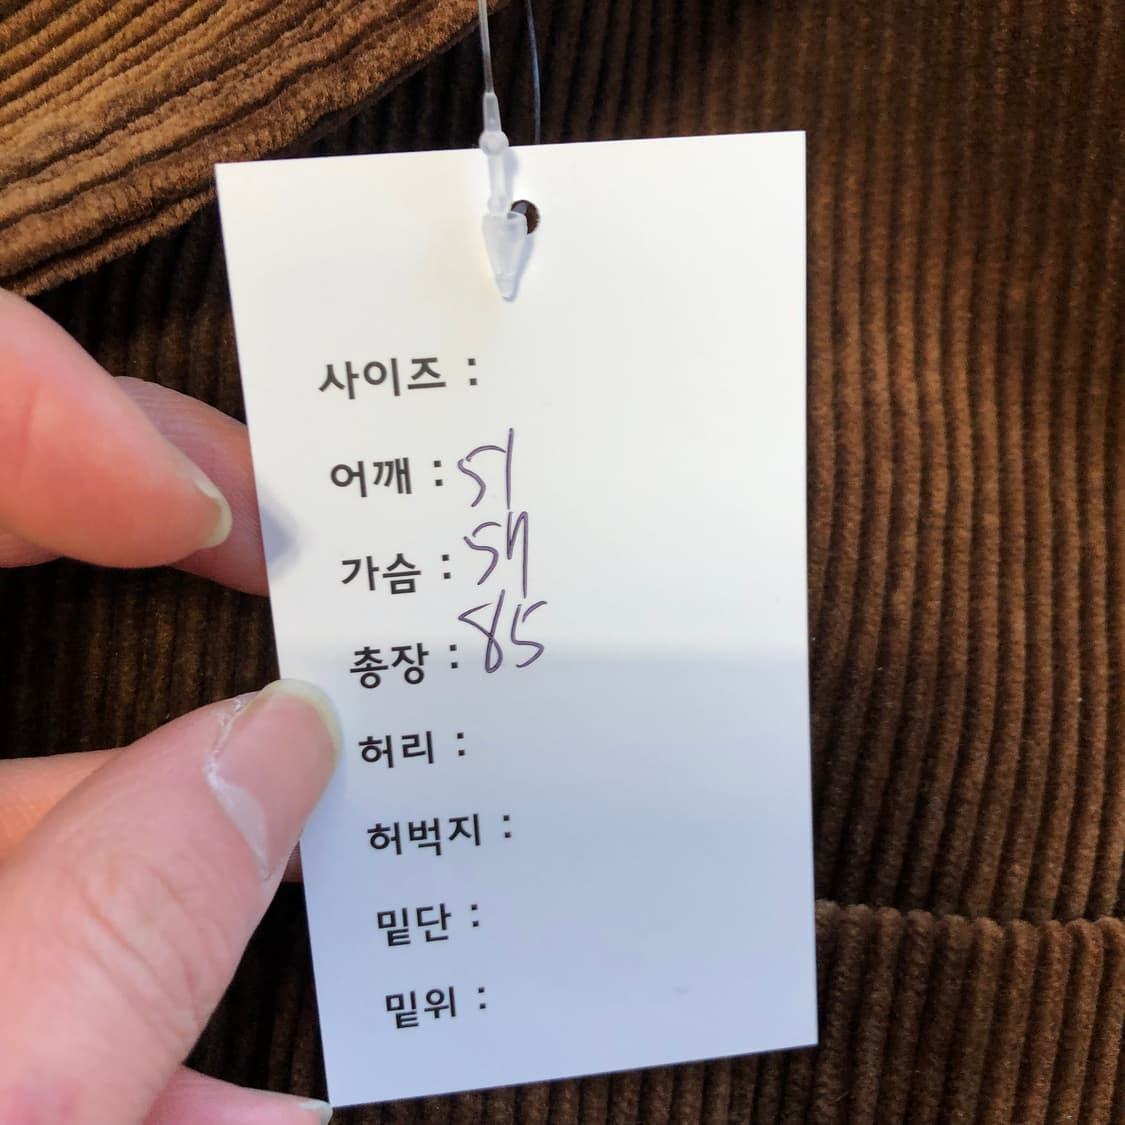 사이즈 :
어깨 : 51
가슴 : 54
총장 : 85
허리 :
허벅지 :
밑단 :
밑위 :